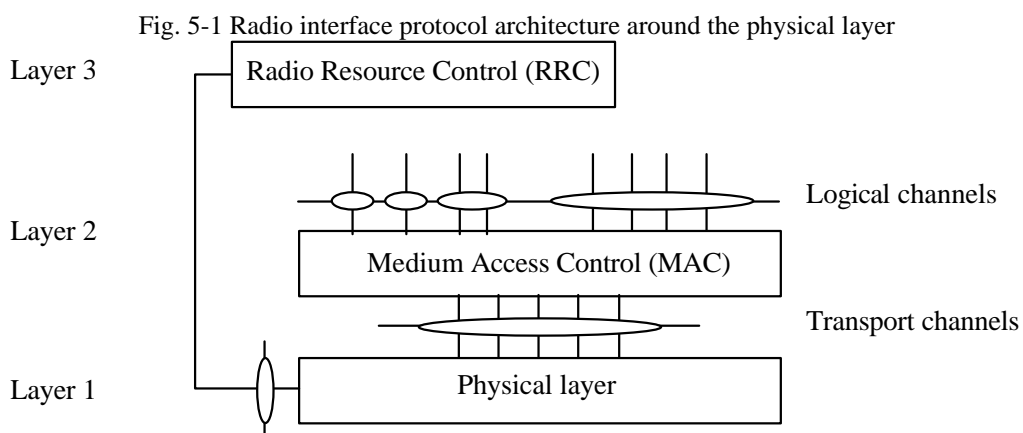 Fig. 5-1 Radio interface protocol architecture around the physical layer
Layer 3
Radio Resource Control (RRC)
Logical channels
Layer 2
Medium Access Control (MAC)
Transport channels
Layer 1
Physical layer